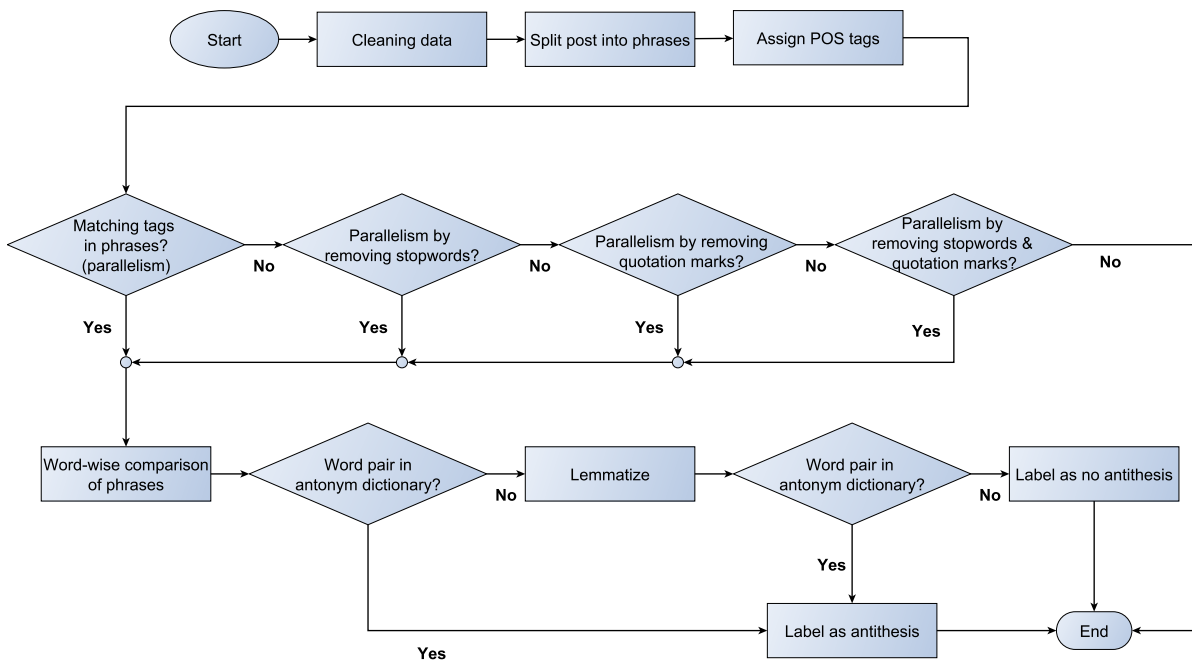 Start
Cleaning data
Split post into phrases
Assign POS tags
Matching tags
in phrases?
(parallelism)
No
Parallelism by
removing stopwords?
No
Parallelism by removing
quotation marks?
No
Parallelism by
removing stopwords &
quotation marks?
No
Yes
Yes
Yes
Yes
Word-wise comparison
of phrases
Word pair in
antonym dictionary?
No
Lemmatize
Word pair in
antonym dictionary?
No
Label as no antithesis
Yes
Yes
Label as antithesis
End